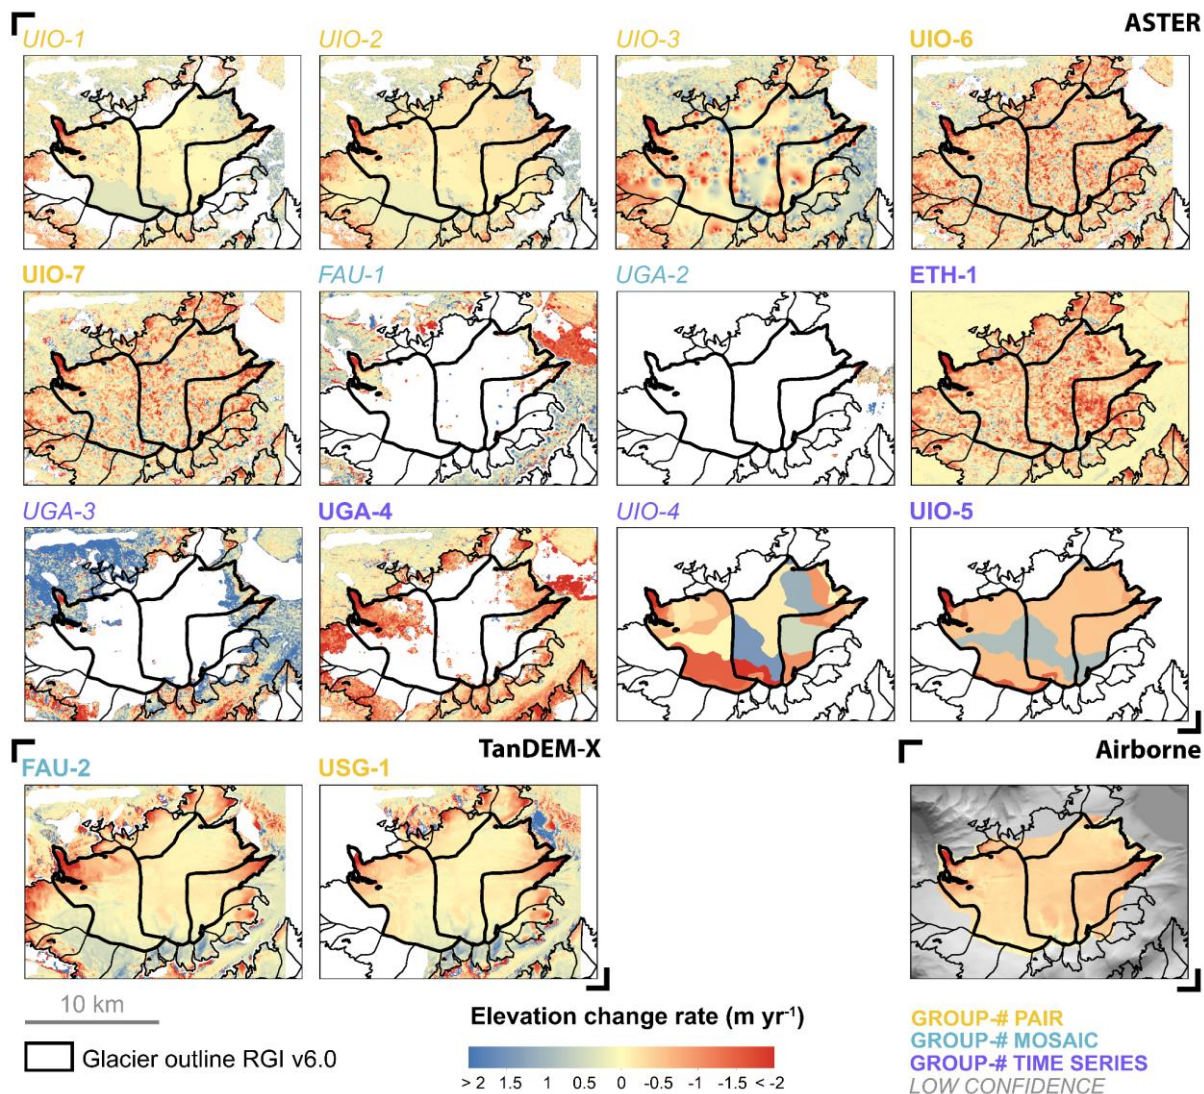 ASTER
UIO-1 UIO-2 UIO-3 UIO-6
UIO-7 FAU-1 UGA-2 ETH-1
UGA-3 UGA-4 UIO-4 UIO-5
TanDEM-X Airborne
FAU-2 USG-1
10 km
Glacier outline RGI v6.0
Elevation change rate (m yr⁻¹)
> 2 1.5 1 0.5 0 -0.5 -1 -1.5 < -2
GROUP-# PAIR
GROUP-# MOSAIC
GROUP-# TIME SERIES
LOW CONFIDENCE